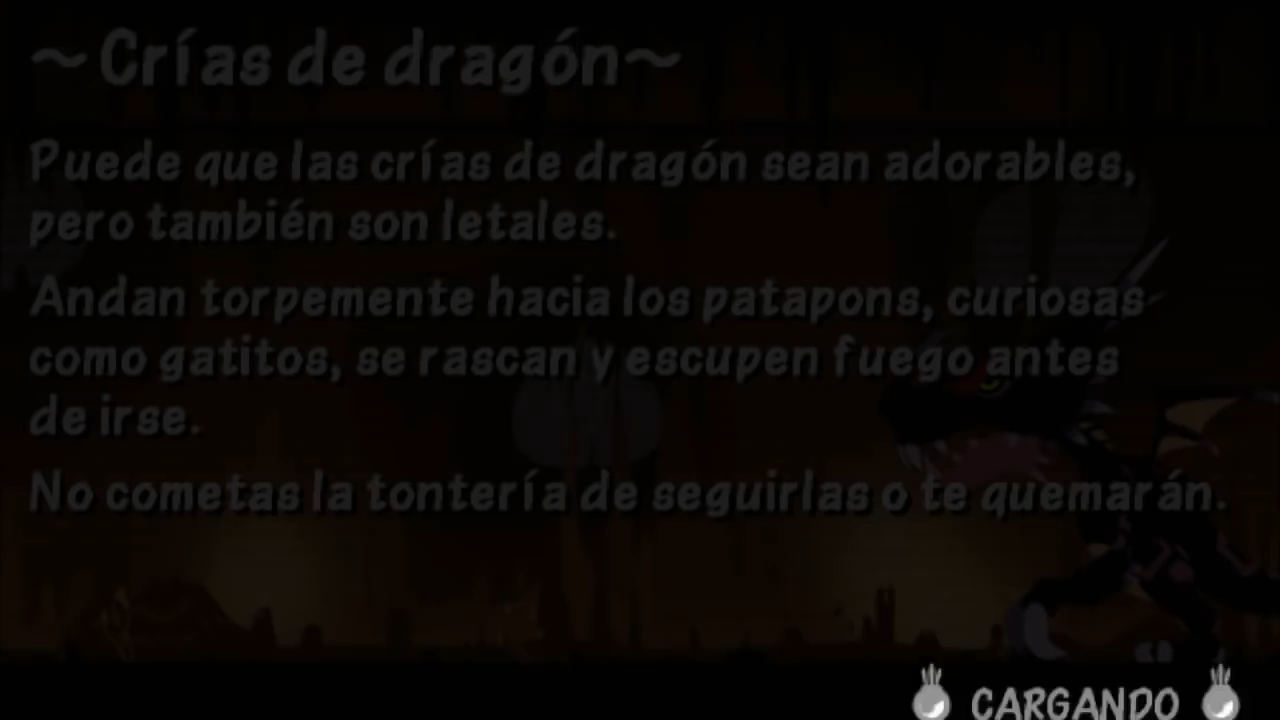 ~Crías de dragón~
Puede que las crías de dragón sean adorables,
pero también son letales.
Andan torpemente hacia los patapons, curiosas
como gatitos, se rascan y escupen fuego antes
de irse.
No cometas la tontería de seguirlas o te quemarán.
CARGANDO